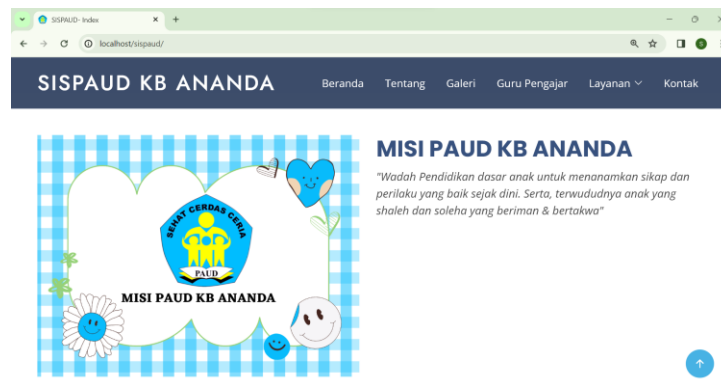 SISPAUD- Index
localhost/sispaud/
SISPAUD KB ANANDA
Beranda Tentang Galeri Guru Pengajar Layanan Kontak
SEHAT CERDAS CERIA
PAUD
MISI PAUD KB ANANDA
MISI PAUD KB ANANDA
"Wadah Pendidikan dasar anak untuk menanamkan sikap dan
perilaku yang baik sejak dini. Serta, terwududnya anak yang
shaleh dan soleha yang beriman & bertakwa"